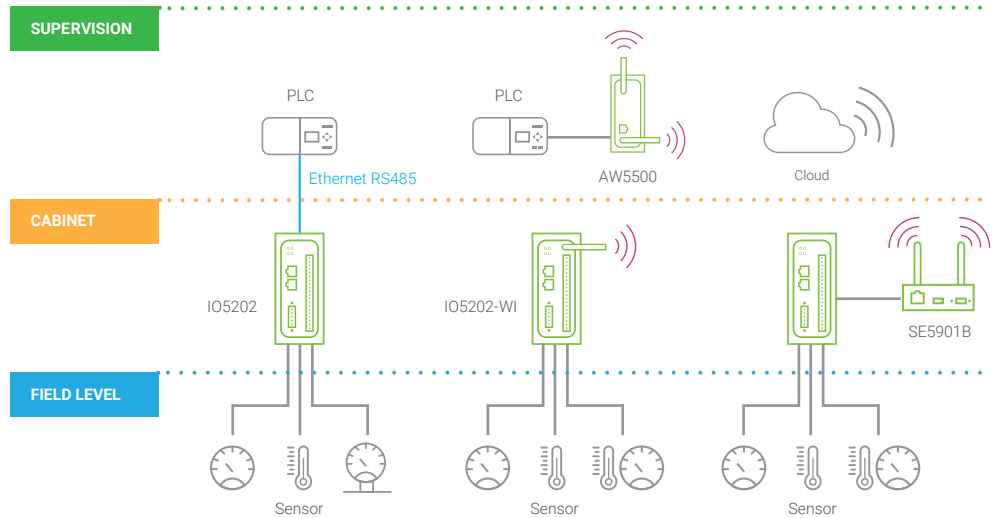 SUPERVISION
PLC
PLC
Ethernet RS485
AW5500
Cloud
CABINET
IO5202
IO5202-WI
SE5901B
FIELD LEVEL
Sensor
Sensor
Sensor